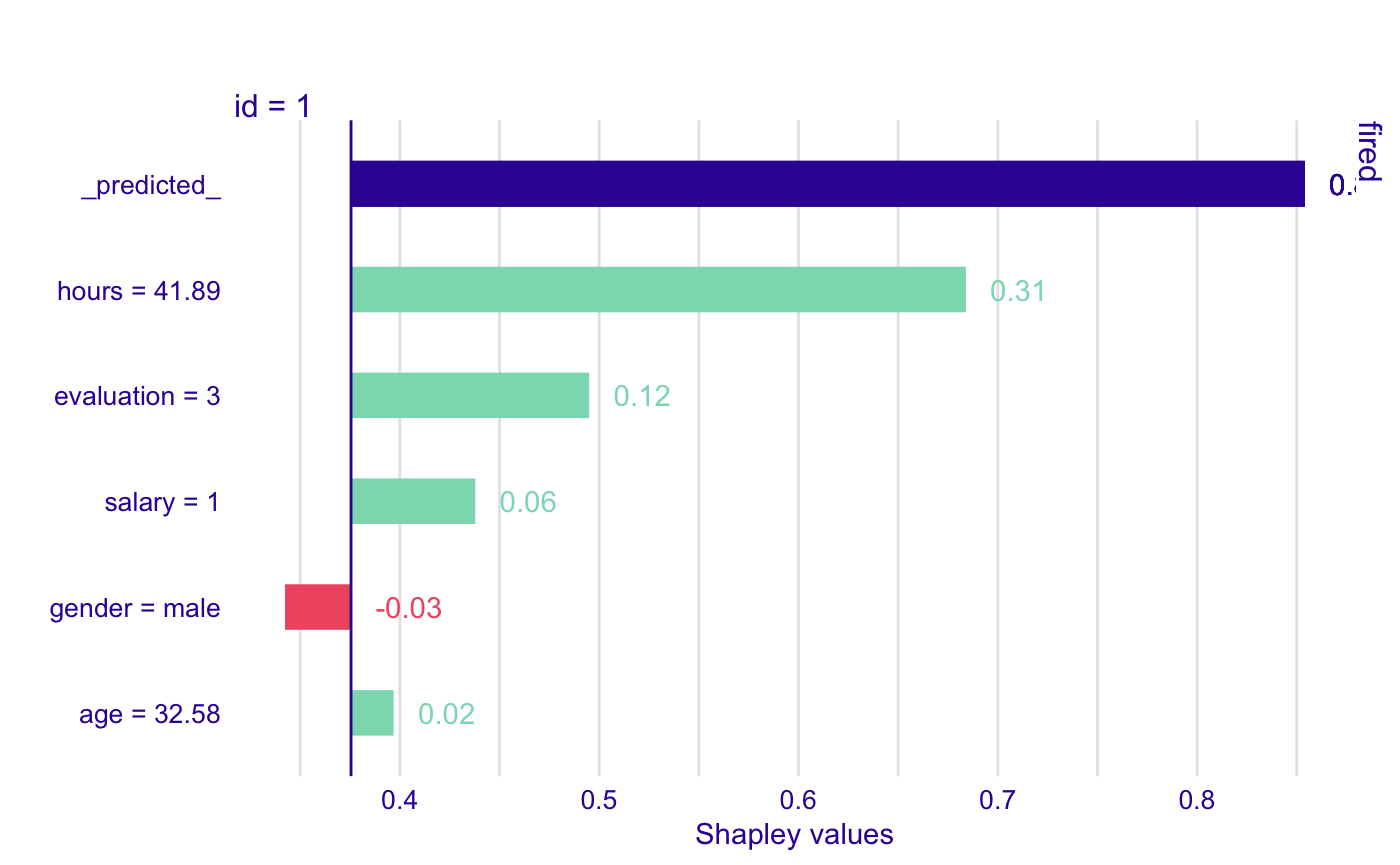 id = 1
fired
_predicted_
hours = 41.89
0.31
evaluation = 3
0.12
salary = 1
0.06
gender = male
-0.03
age = 32.58
0.02
0.4 0.5 0.6 0.7 0.8
Shapley values